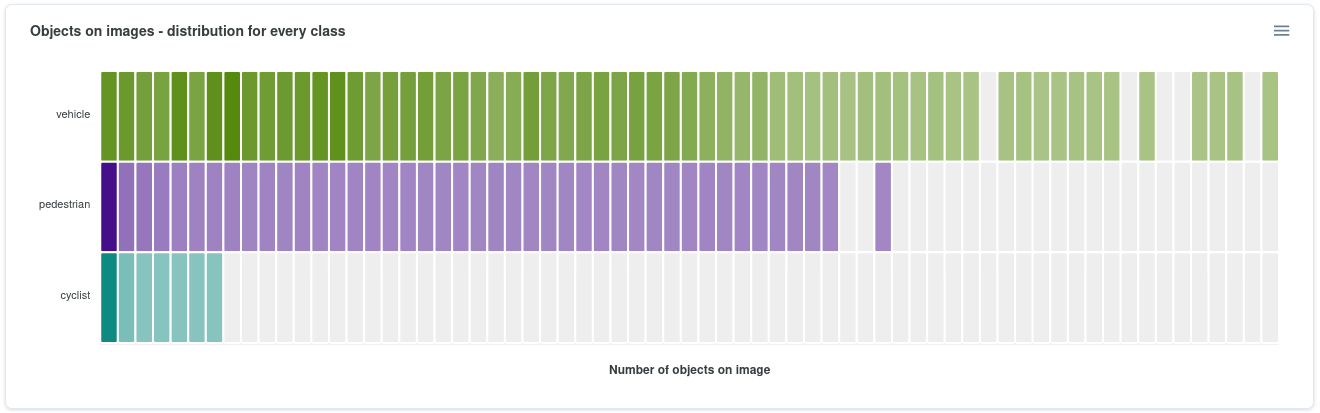 Objects on images - distribution for every class
vehicle
pedestrian
cyclist
Number of objects on image